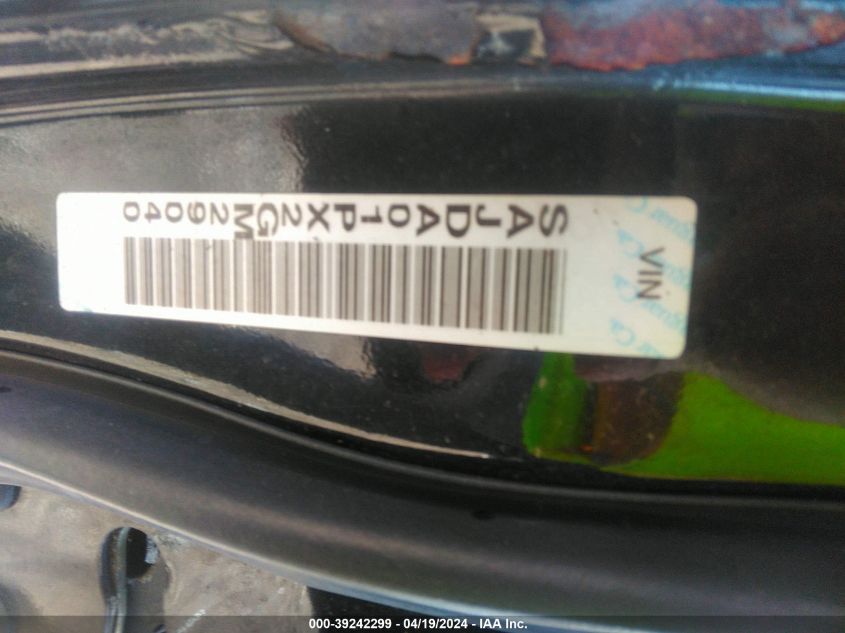 VIN
SAJDA01PX2GM29040
000-39242299 - 04/19/2024 - IAA Inc.